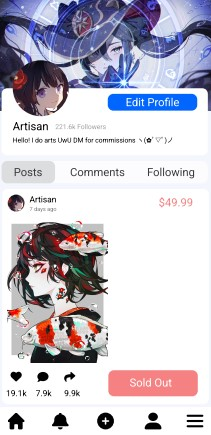 Edit Profile
Artisan 221.6k Followers
Hello! I do arts UwU DM for commissions ヽ(✿ﾟ▽ﾟ)ノ
Posts Comments Following
Artisan
7 days ago
$49.99
19.1k 7.9k 9.9k
Sold Out